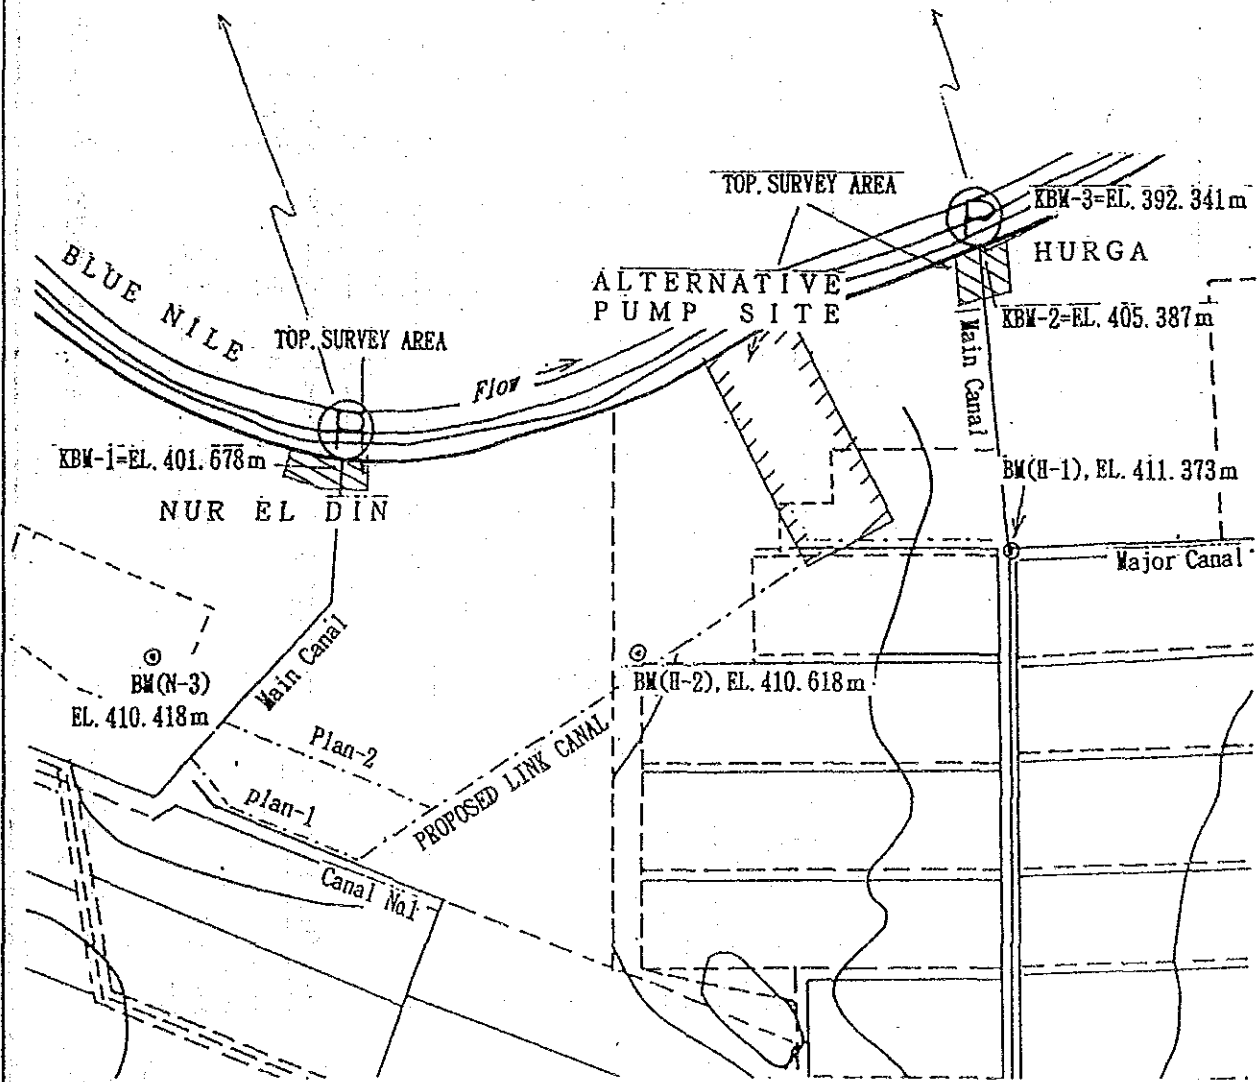 TOP. SURVEY AREA
KBM-3=EL. 392.341m
HURGA
BLUE NILE
ALTERNATIVE
PUMP SITE
KBM-2=EL. 405.387m
TOP. SURVEY AREA
Main Canal
Flow
P
P
KBM-1=EL. 401.678m
BM(H-1), EL. 411.373m
NUR EL DIN
Major Canal
Main Canal
BM(N-3)
EL. 410.418m
BM(H-2), EL. 410.618m
Plan-2
PROPOSED LINK CANAL
plan-1
Canal No.1